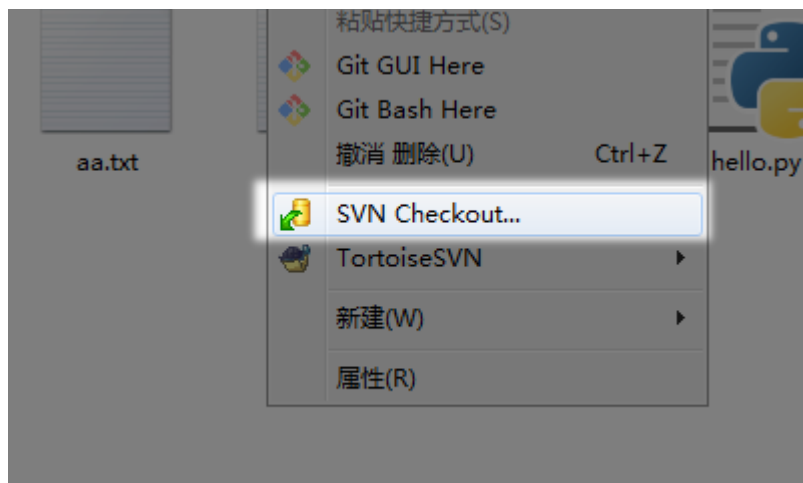 粘贴快捷方式(S)
Git GUI Here
Git Bash Here
撤消 删除(U) Ctrl+Z
aa.txt
hello.py
SVN Checkout...
TortoiseSVN
新建(W)
属性(R)